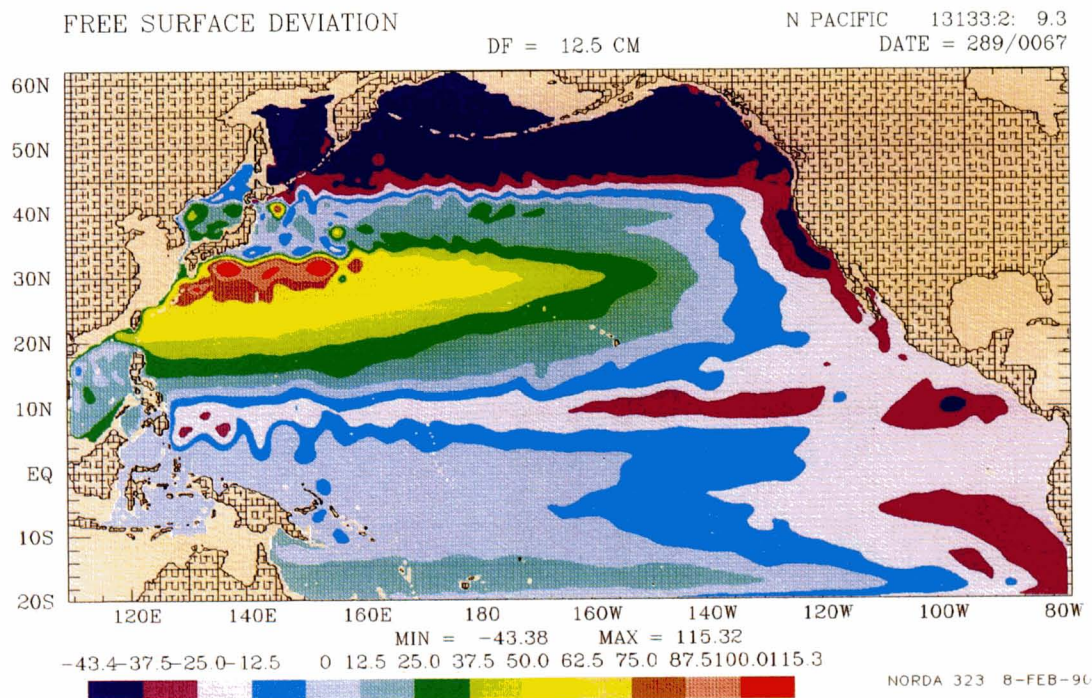 FREE SURFACE DEVIATION
N PACIFIC 13133:2: 9.3
DF = 12.5 CM
DATE = 289/0067
60N
50N
40N
30N
20N
10N
EQ
10S
20S
120E 140E 160E 180 160W 140W 120W 100W 80W
MIN = -43.38 MAX = 115.32
-43.4-37.5-25.0-12.5 0 12.5 25.0 37.5 50.0 62.5 75.0 87.5100.0115.3
NORDA 323 8-FEB-90